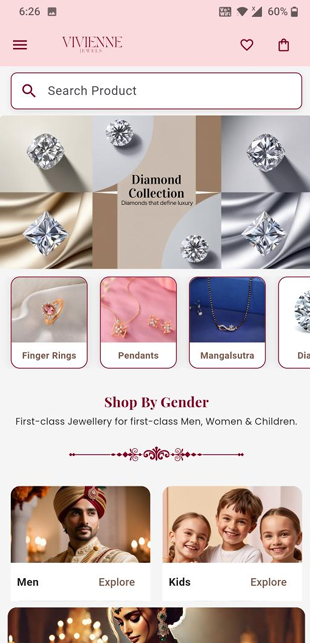 6:26
60%
VIVIENNE
JEWELS
Search Product
Diamond
Collection
Diamonds that define luxury
Finger Rings
Pendants
Mangalsutra
Dia
Shop By Gender
First-class Jewellery for first-class Men, Women & Children.
Men
Explore
Kids
Explore